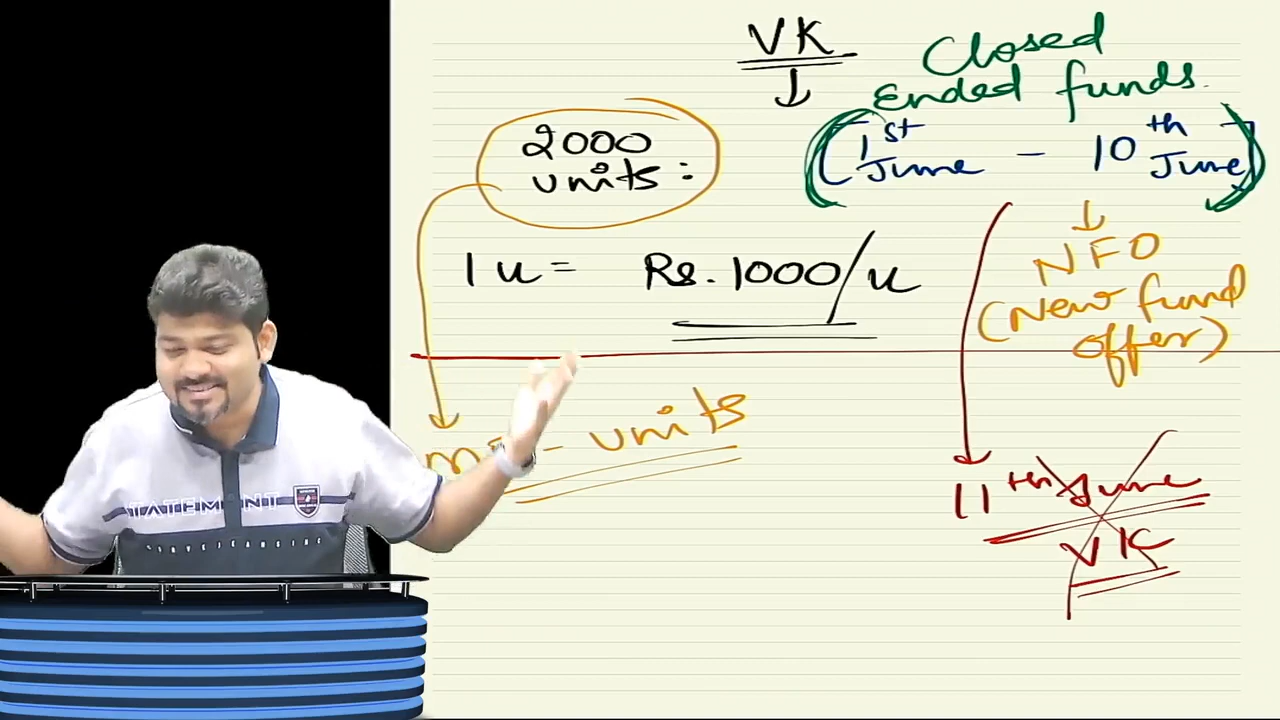 VK
Closed
Ended funds.
2000
units :
[1st June – 10th June]
1 u = Rs. 1000/u
NFO
(New fund
offer)
– units
11th June
VK
TATEMENT